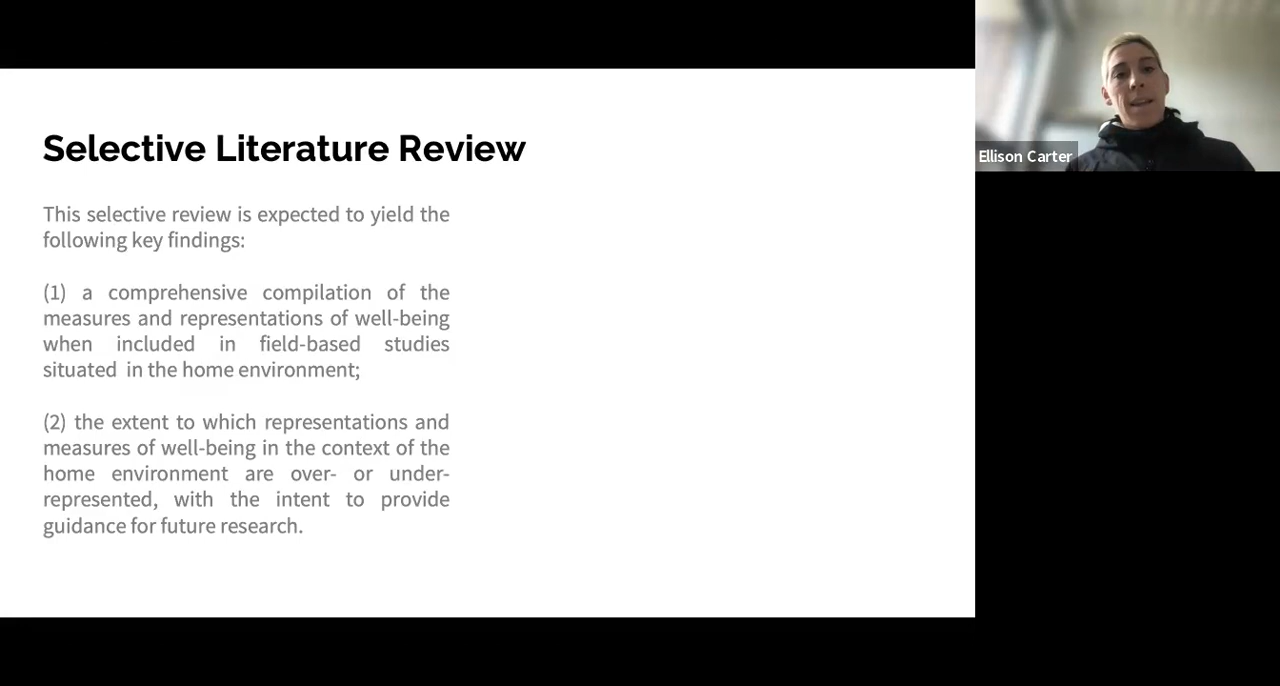 Selective Literature Review
This selective review is expected to yield the
following key findings:
(1) a comprehensive compilation of the
measures and representations of well-being
when included in field-based studies
situated in the home environment;
(2) the extent to which representations and
measures of well-being in the context of the
home environment are over- or under-
represented, with the intent to provide
guidance for future research.
Ellison Carter